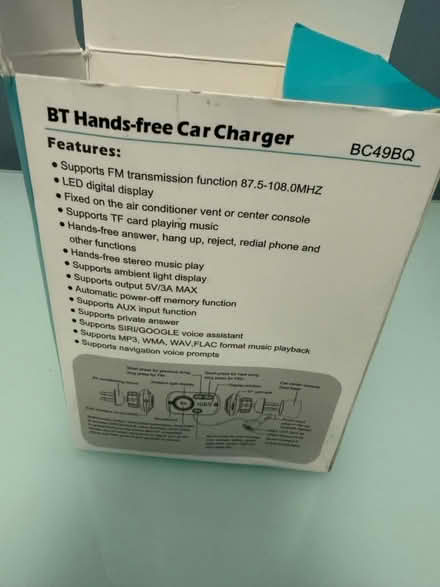 BT Hands-free Car Charger
BC49BQ
Features:
• Supports FM transmission function 87.5-108.0MHZ
• LED digital display
• Fixed on the air conditioner vent or center console
• Supports TF card playing music
• Hands-free answer, hang up, reject, redial phone and
other functions
• Hands-free stereo music play
• Supports ambient light display
• Supports output 5V/3A MAX
• Automatic power-off memory function
• Supports AUX input function
• Supports private answer
• Supports SIRI/GOOGLE voice assistant
• Supports MP3, WMA, WAV,FLAC format music playback
• Supports navigation voice prompts